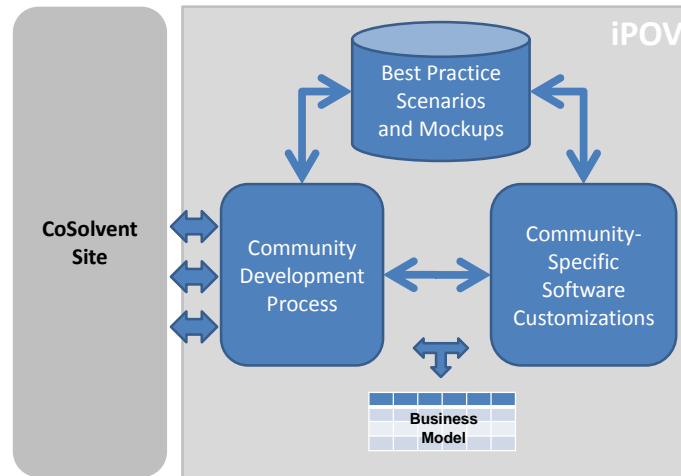 iPOV
Best Practice
Scenarios
and Mockups
CoSolvent
Site
Community
Development
Process
Community-
Specific
Software
Customizations
Business
Model